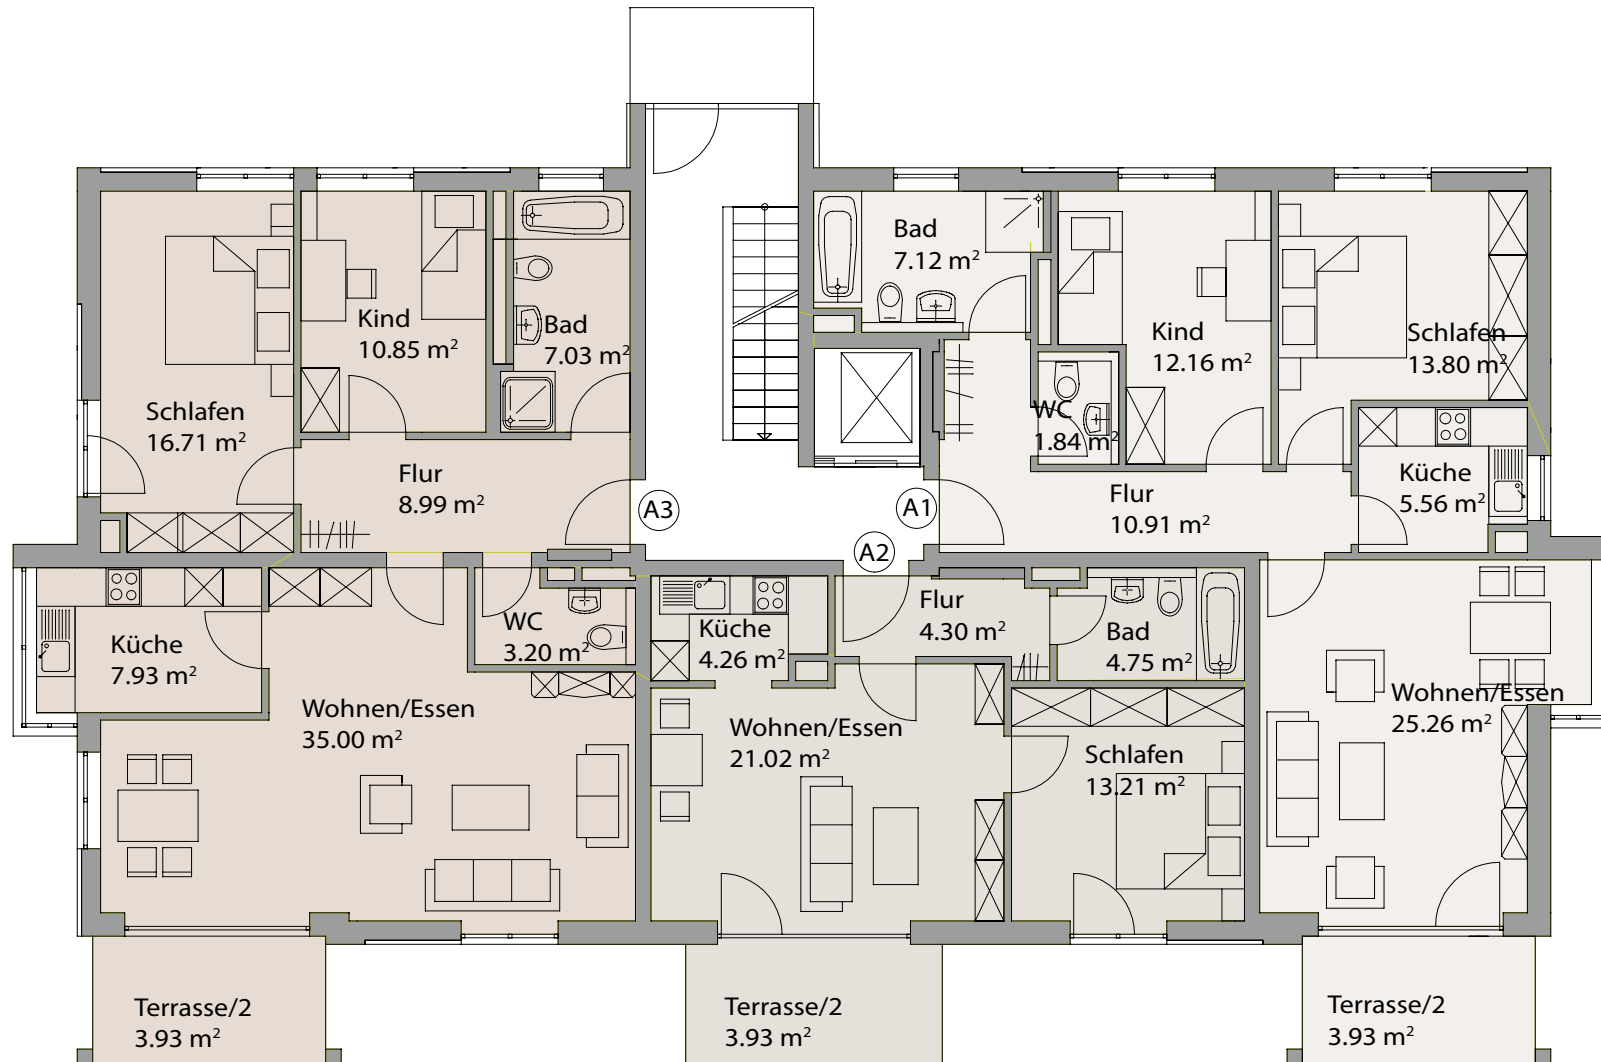 Bad
7.12 m²
Kind
10.85 m²
Bad
7.03 m²
Kind
12.16 m²
Schlafen
13.80 m²
Schlafen
16.71 m²
WC
1.84 m²
Flur
8.99 m²
A3
A1
A2
Flur
10.91 m²
Küche
5.56 m²
Küche
7.93 m²
WC
3.20 m²
Küche
4.26 m²
Flur
4.30 m²
Bad
4.75 m²
Wohnen/Essen
35.00 m²
Wohnen/Essen
21.02 m²
Schlafen
13.21 m²
Wohnen/Essen
25.26 m²
Terrasse/2
3.93 m²
Terrasse/2
3.93 m²
Terrasse/2
3.93 m²